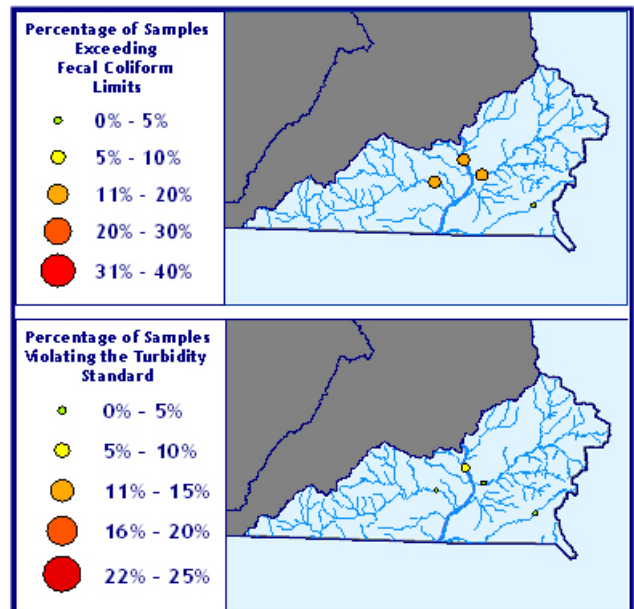 Percentage of Samples
Exceeding
Fecal Coliform
Limits
0% - 5%
5% - 10%
11% - 20%
20% - 30%
31% - 40%
Percentage of Samples
Violating the Turbidity
Standard
0% - 5%
5% - 10%
11% - 15%
16% - 20%
22% - 25%